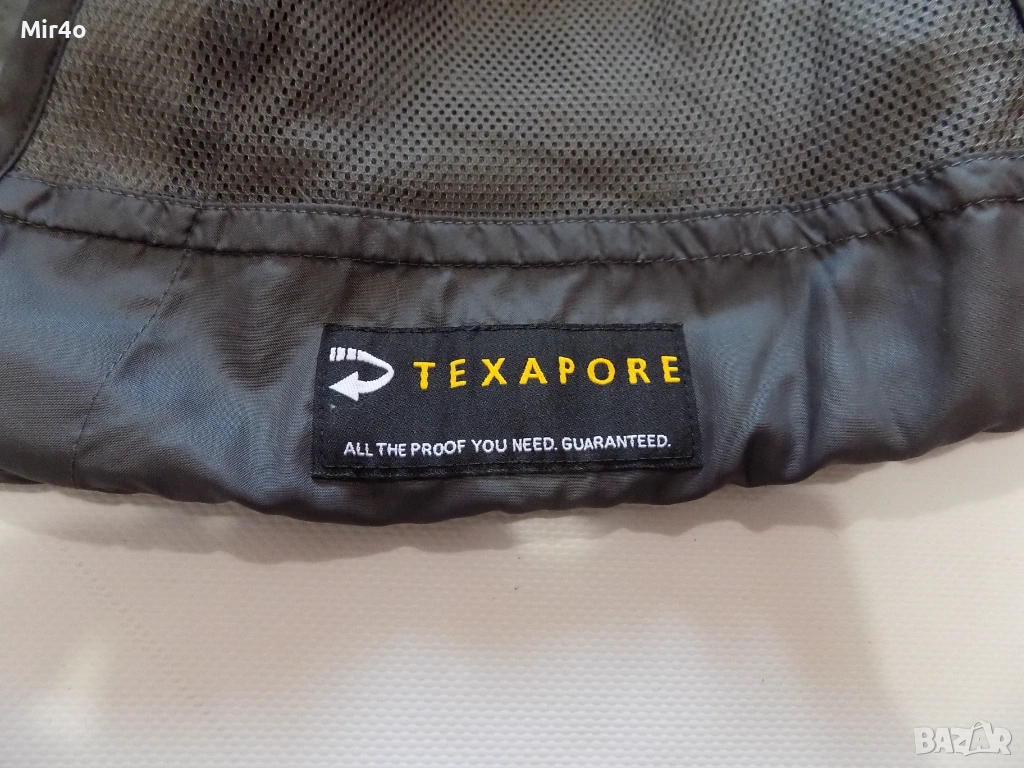 Mir4o
TEXAPORE
ALL THE PROOF YOU NEED. GUARANTEED.
BAZAR